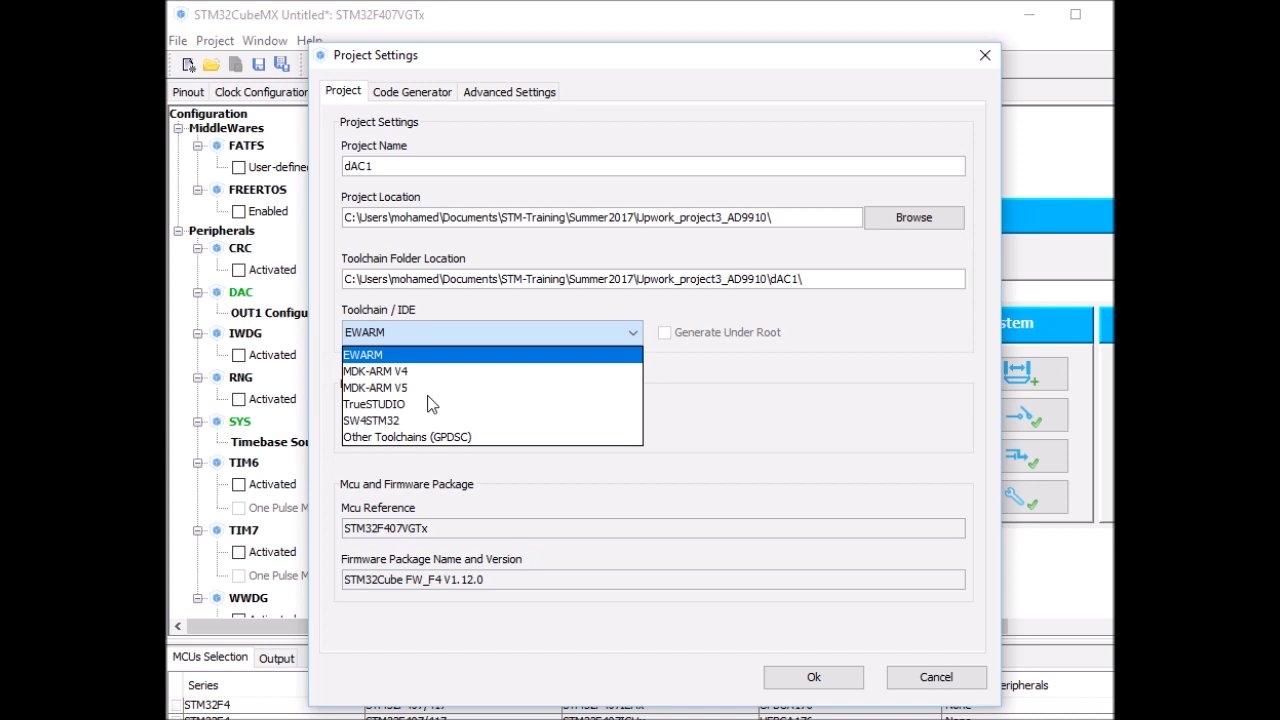 STM32CubeMX Untitled*: STM32F407VGTx
File Project Window Help
Project Settings
Pinout Clock Configuration
Project Code Generator Advanced Settings
Configuration
MiddleWares
FATFS
User-defined
FREERTOS
Enabled
Peripherals
CRC
Activated
DAC
OUT1 Configu
IWDG
Activated
RNG
Activated
SYS
Timebase Sou
TIM6
Activated
One Pulse M
TIM7
Activated
One Pulse M
WWDG
Project Settings
Project Name
dAC1
Project Location
C:\Users\mohamed\Documents\STM-Training\Summer2017\Upwork_project3_AD9910\
Browse
Toolchain Folder Location
C:\Users\mohamed\Documents\STM-Training\Summer2017\Upwork_project3_AD9910\dAC1\
Toolchain / IDE
EWARM
Generate Under Root
EWARM
MDK-ARM V4
MDK-ARM V5
TrueSTUDIO
SW4STM32
Other Toolchains (GPDSC)
Mcu and Firmware Package
Mcu Reference
STM32F407VGTx
Firmware Package Name and Version
STM32Cube FW_F4 V1.12.0
Ok Cancel
stem
MCUs Selection Output
Series
eripherals
STM32F4
STM32F4